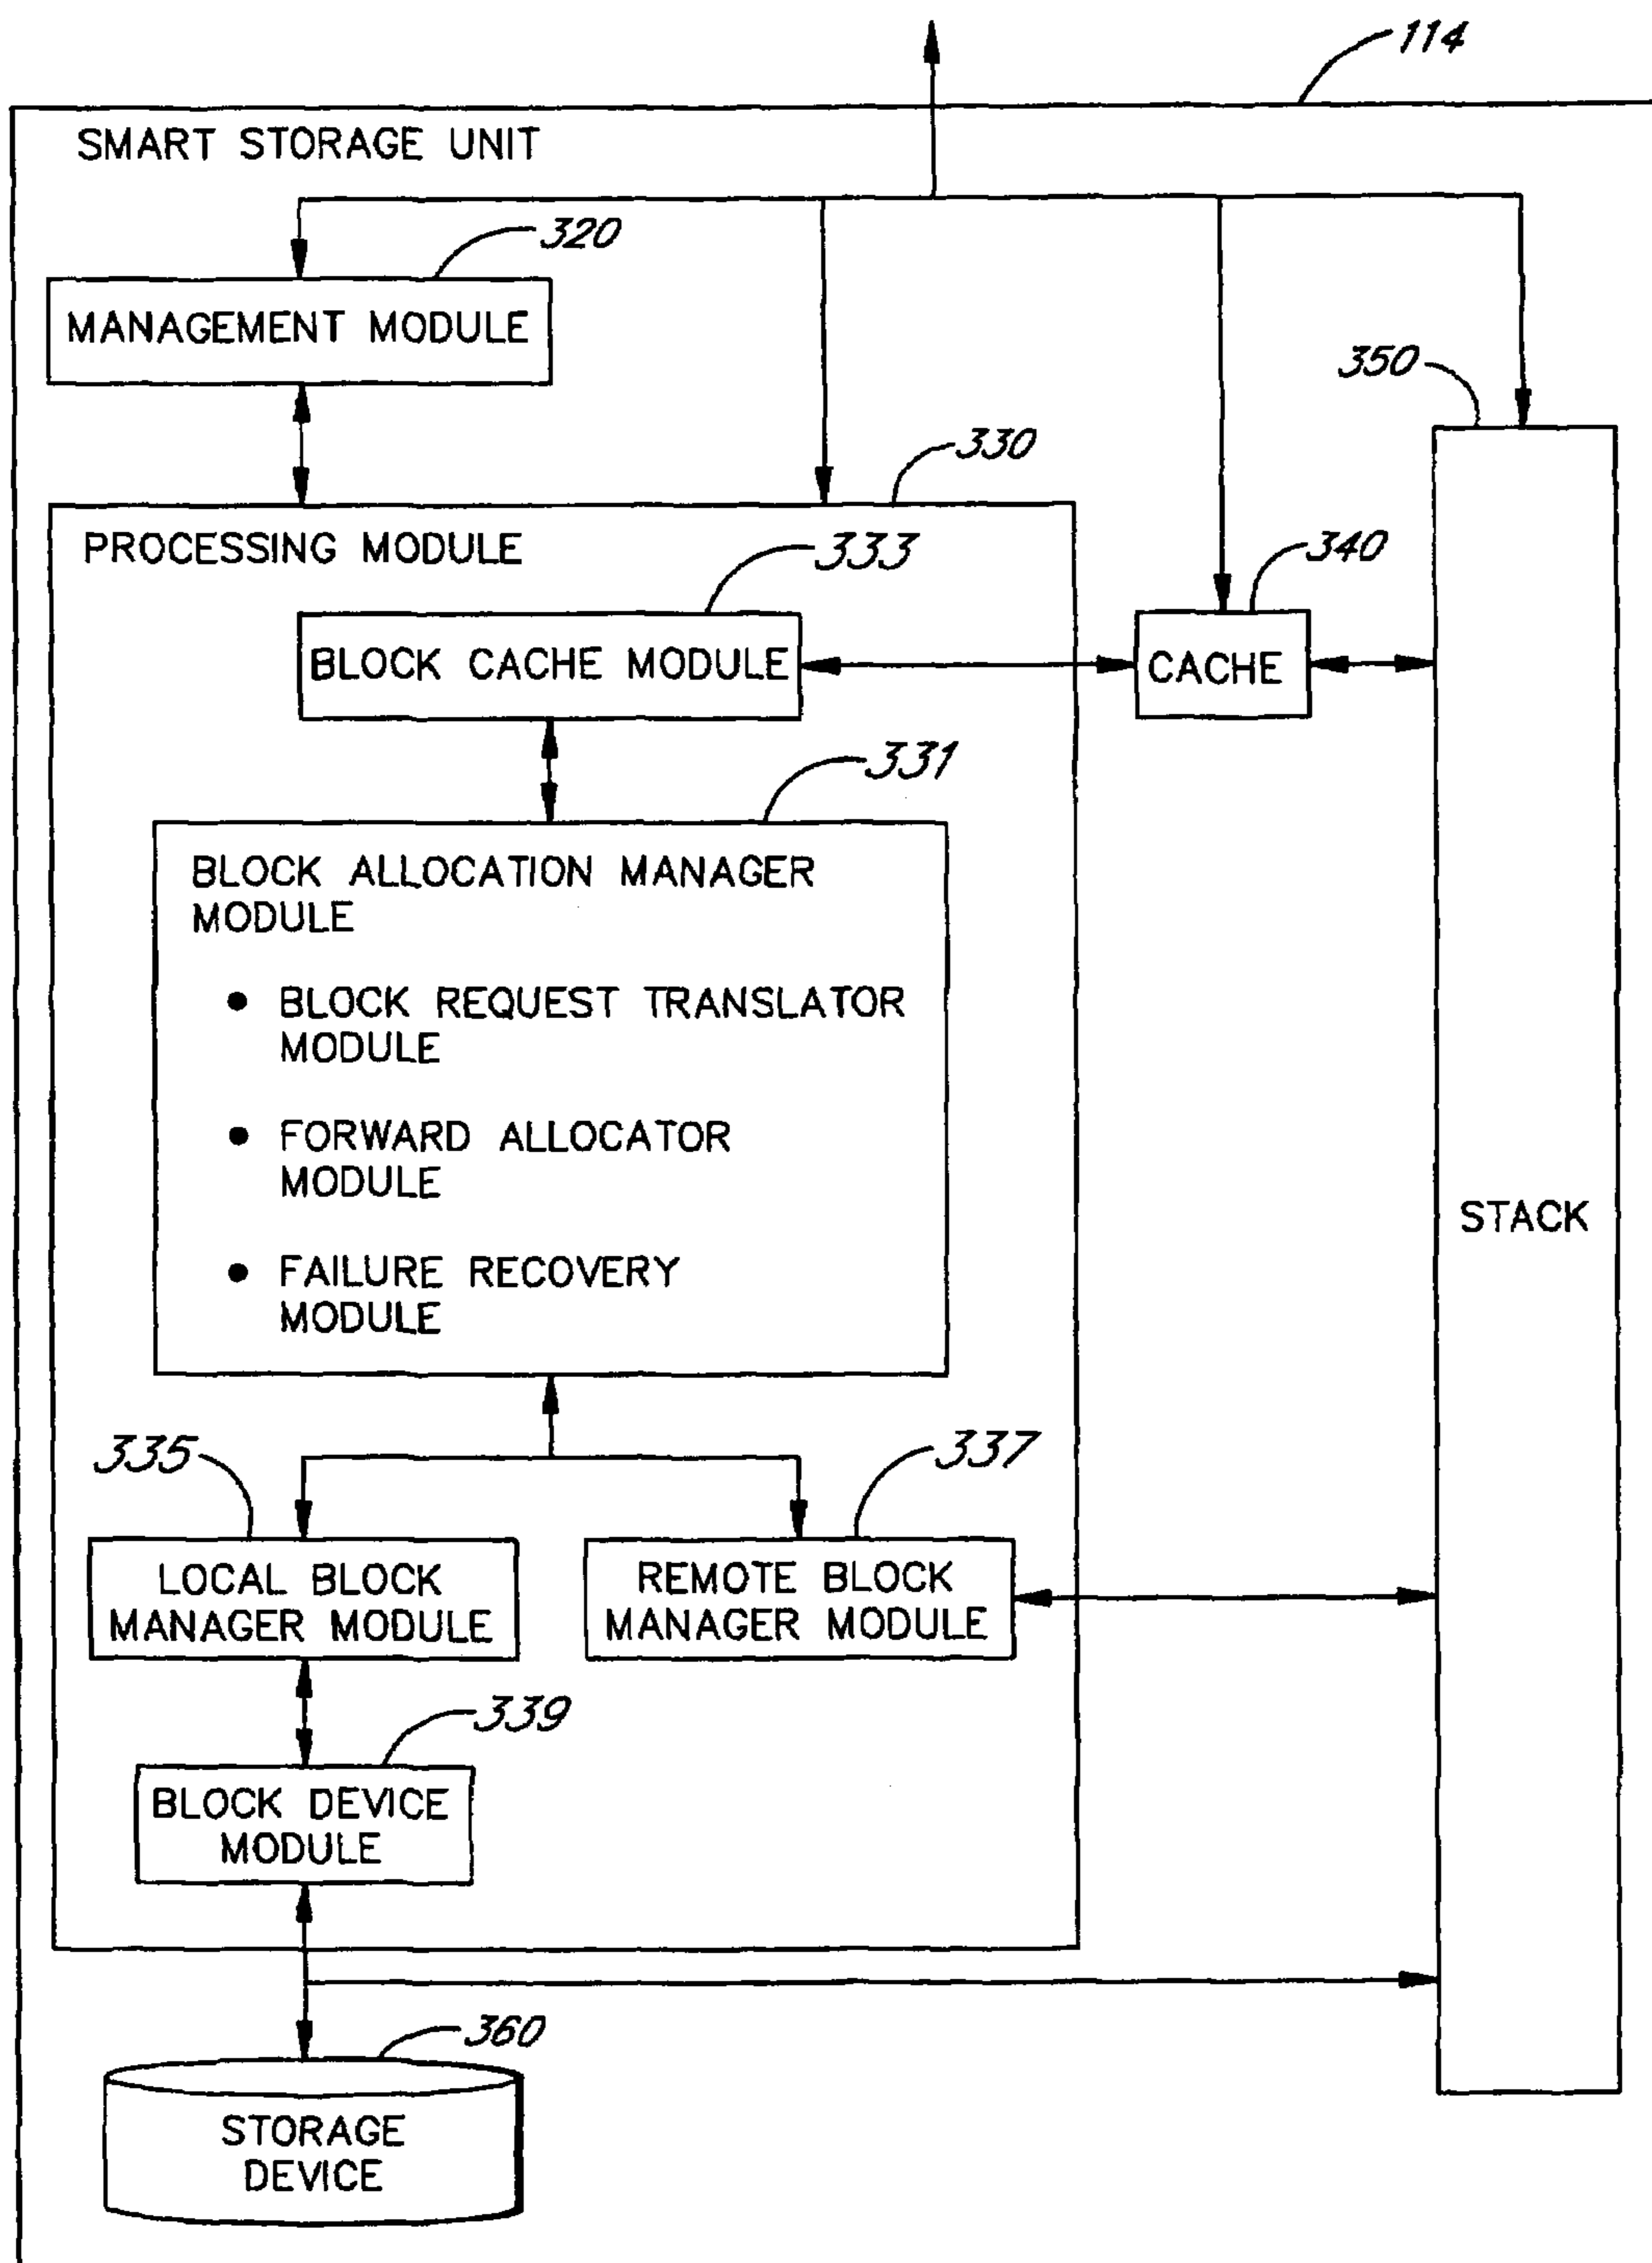 114
SMART STORAGE UNIT
320
MANAGEMENT MODULE
350
330
PROCESSING MODULE
333
340
BLOCK CACHE MODULE
CACHE
331
BLOCK ALLOCATION MANAGER
MODULE
● BLOCK REQUEST TRANSLATOR
MODULE
● FORWARD ALLOCATOR
MODULE
● FAILURE RECOVERY
MODULE
STACK
335
337
LOCAL BLOCK
MANAGER MODULE
REMOTE BLOCK
MANAGER MODULE
339
BLOCK DEVICE
MODULE
360
STORAGE
DEVICE